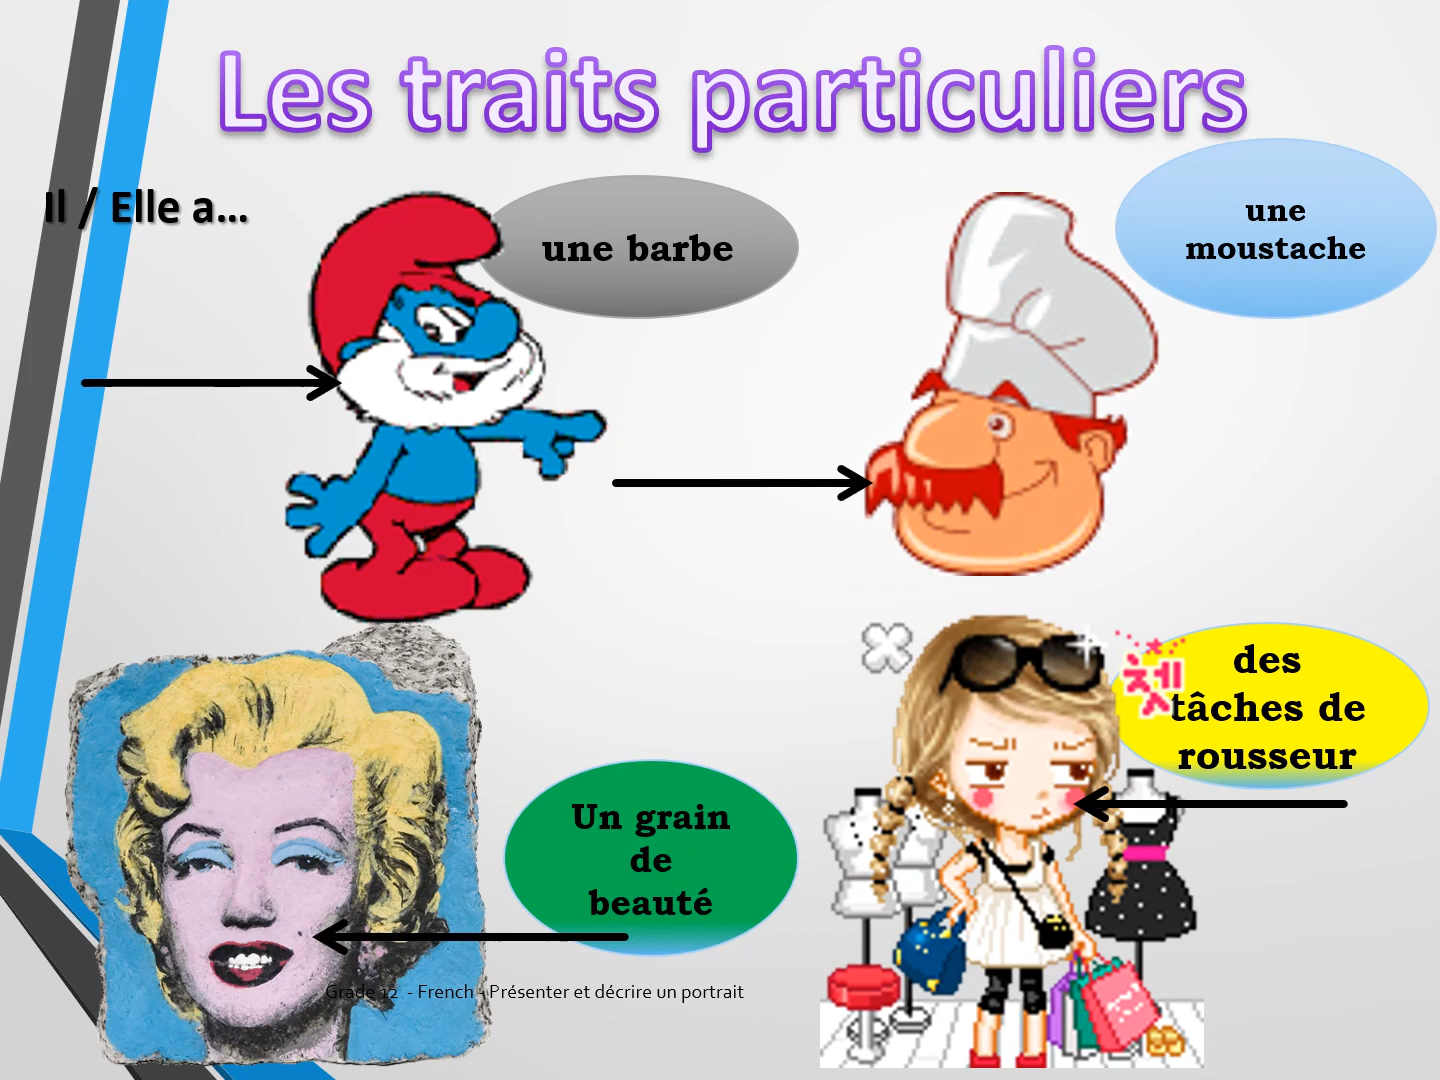 Les traits particuliers
Il / Elle a...
une barbe
une
moustache
des
tâches de
rousseur
Un grain
de
beauté
Grade 12 - French - Présenter et décrire un portrait